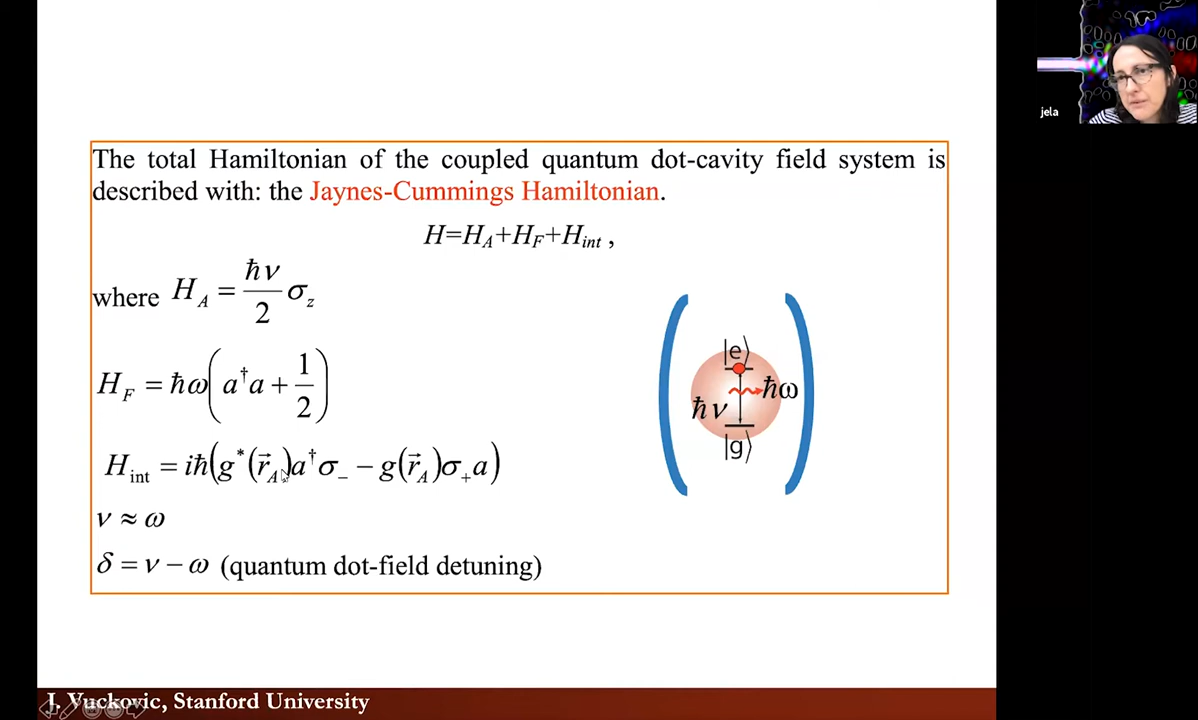 The total Hamiltonian of the coupled quantum dot-cavity field system is
described with: the Jaynes-Cummings Hamiltonian.
H=H_A+H_F+H_int ,
where H_A = ħν/2 σ_z
H_F = ħω(a†a + 1/2)
H_int = iħ(g*(r⃗_A)a†σ_− − g(r⃗_A)σ_+a)
ν ≈ ω
δ = ν − ω (quantum dot-field detuning)
|e⟩
ħω
ħν
|g⟩
J. Vuckovic, Stanford University
jela